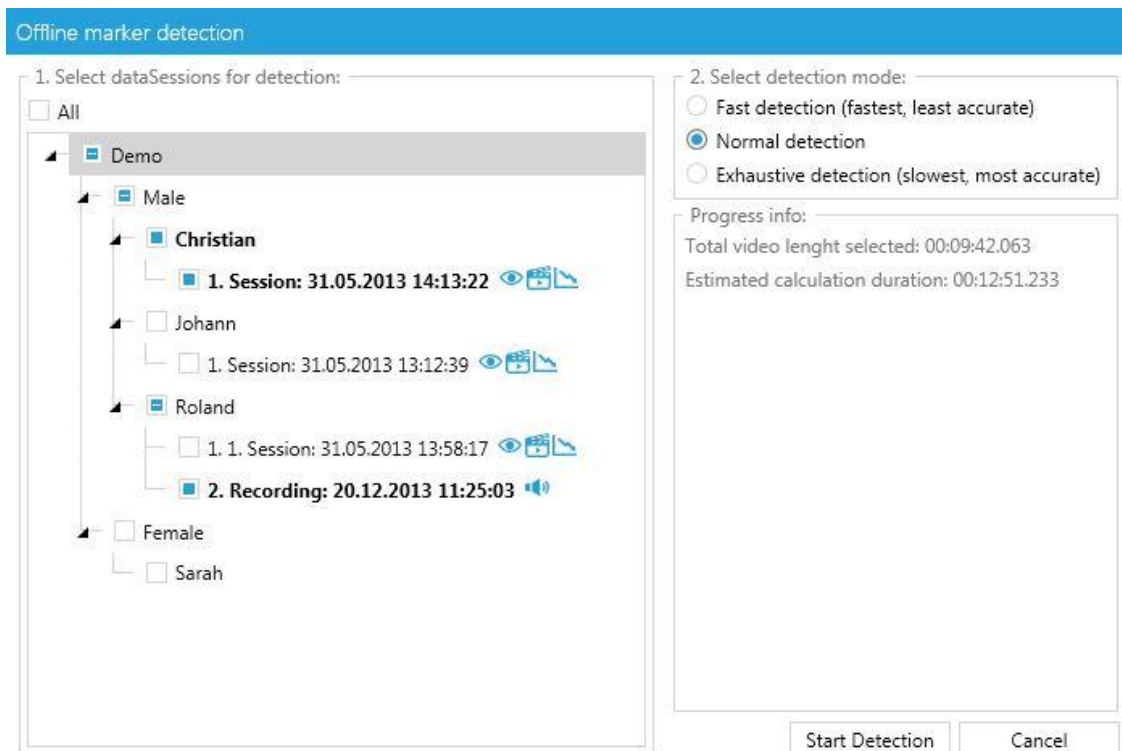 Offline marker detection
1. Select dataSessions for detection:
All
Demo
Male
Christian
1. Session: 31.05.2013 14:13:22
Johann
1. Session: 31.05.2013 13:12:39
Roland
1. 1. Session: 31.05.2013 13:58:17
2. Recording: 20.12.2013 11:25:03
Female
Sarah
2. Select detection mode:
Fast detection (fastest, least accurate)
Normal detection
Exhaustive detection (slowest, most accurate)
Progress info:
Total video lenght selected: 00:09:42.063
Estimated calculation duration: 00:12:51.233
Start Detection
Cancel